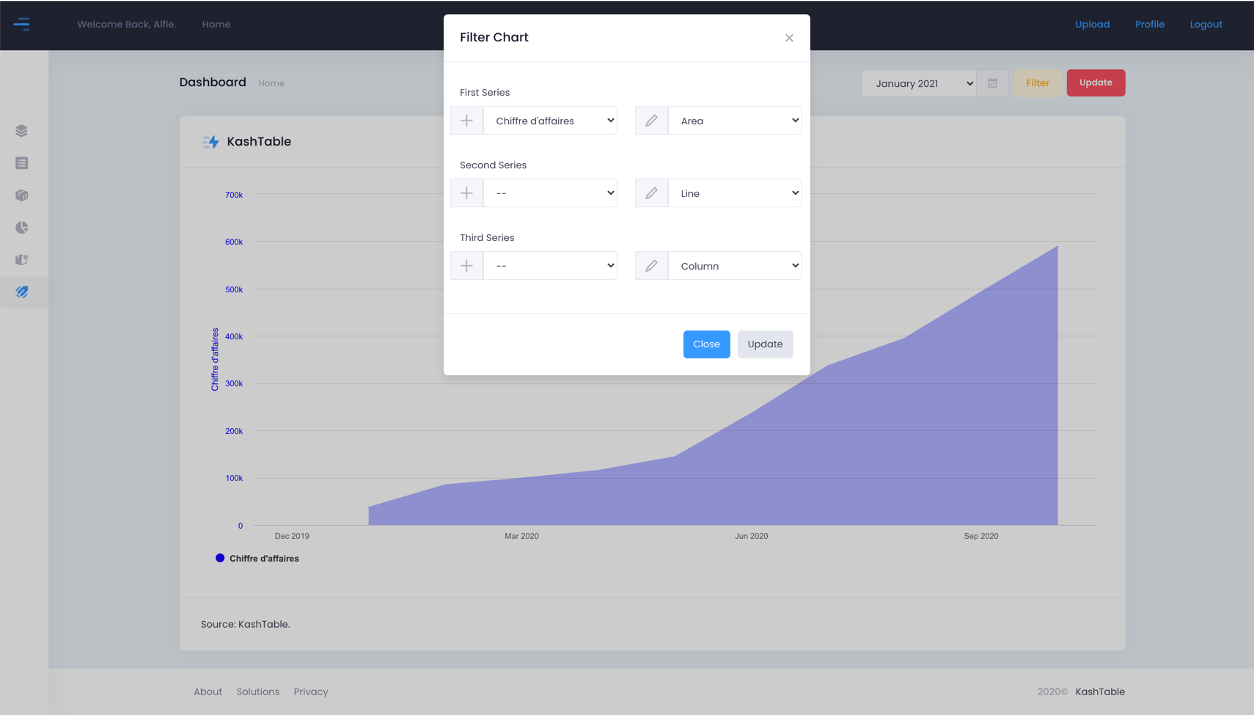 Welcome Back, Alfie. Home Upload Profile Logout
Filter Chart
Dashboard Home January 2021 Filter Update
First Series
Chiffre d'affaires Area
Second Series
-- Line
Third Series
-- Column
Close Update
KashTable
700k
600k
500k
400k
300k
200k
100k
0
Chiffre d'affaires
Dec 2019 Mar 2020 Jun 2020 Sep 2020
Chiffre d'affaires
Source: KashTable.
About Solutions Privacy 2020© KashTable